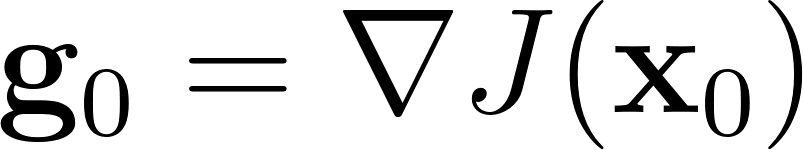 𝐠₀ = ∇J(𝐱₀)